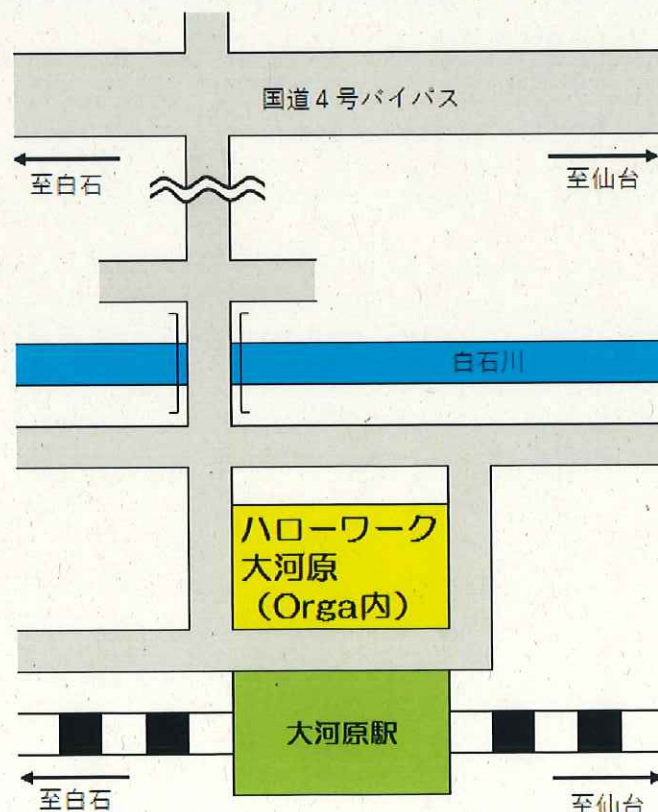 国道4号バイパス
至白石
至仙台
白石川
ハローワーク
大河原
（Orga内）
大河原駅
至白石
至仙台